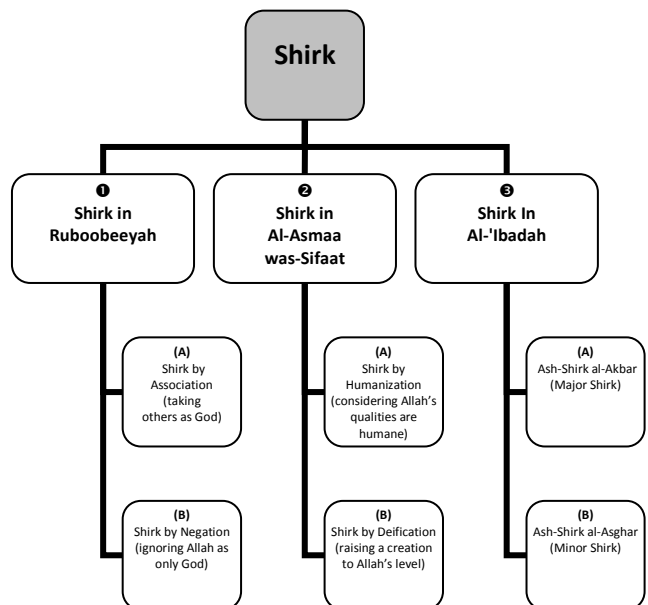 Shirk
❶
Shirk in
Ruboobeeyah
❷
Shirk in
Al-Asmaa
was-Sifaat
❸
Shirk In
Al-'Ibadah
(A)
Shirk by
Association
(taking
others as God)
(A)
Shirk by
Humanization
(considering Allah’s
qualities are
humane)
(A)
Ash-Shirk al-Akbar
(Major Shirk)
(B)
Shirk by Negation
(ignoring Allah as
only God)
(B)
Shirk by Deification
(raising a creation
to Allah’s level)
(B)
Ash-Shirk al-Asghar
(Minor Shirk)